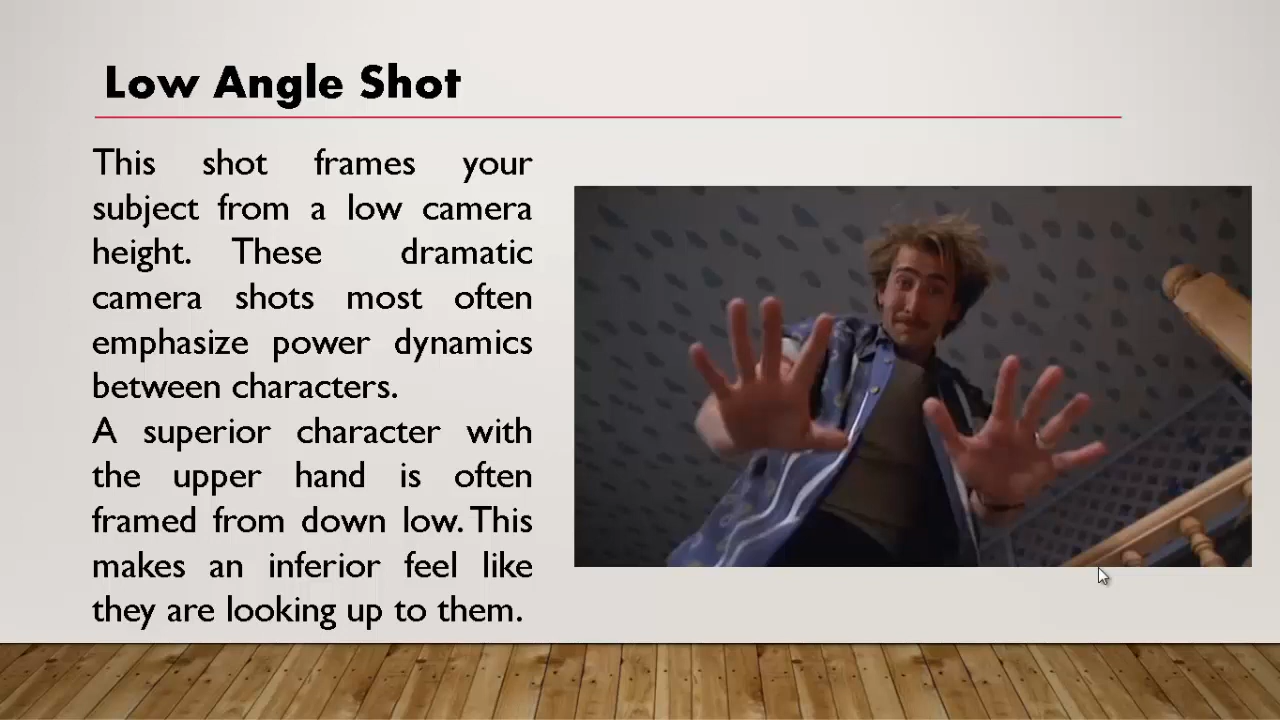 Low Angle Shot
This shot frames your
subject from a low camera
height. These dramatic
camera shots most often
emphasize power dynamics
between characters.
A superior character with
the upper hand is often
framed from down low. This
makes an inferior feel like
they are looking up to them.